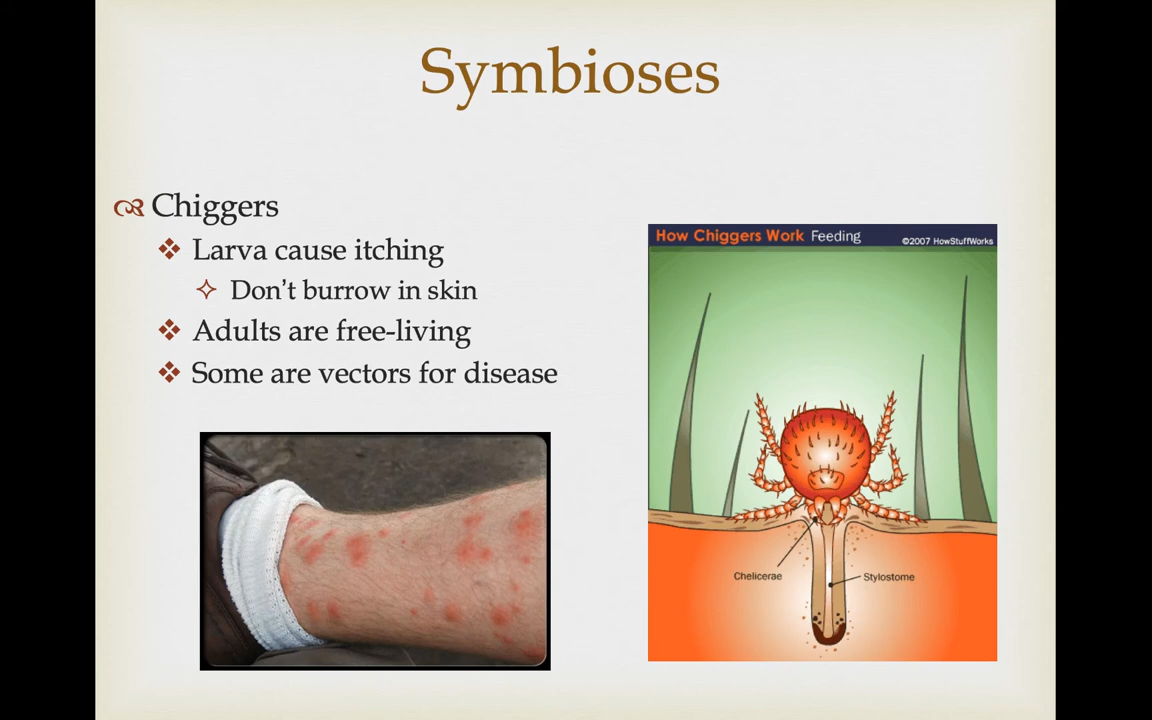 Symbioses
Chiggers
Larva cause itching
Don't burrow in skin
Adults are free-living
Some are vectors for disease
How Chiggers Work Feeding
©2007 HowStuffWorks
Chelicerae
Stylostome